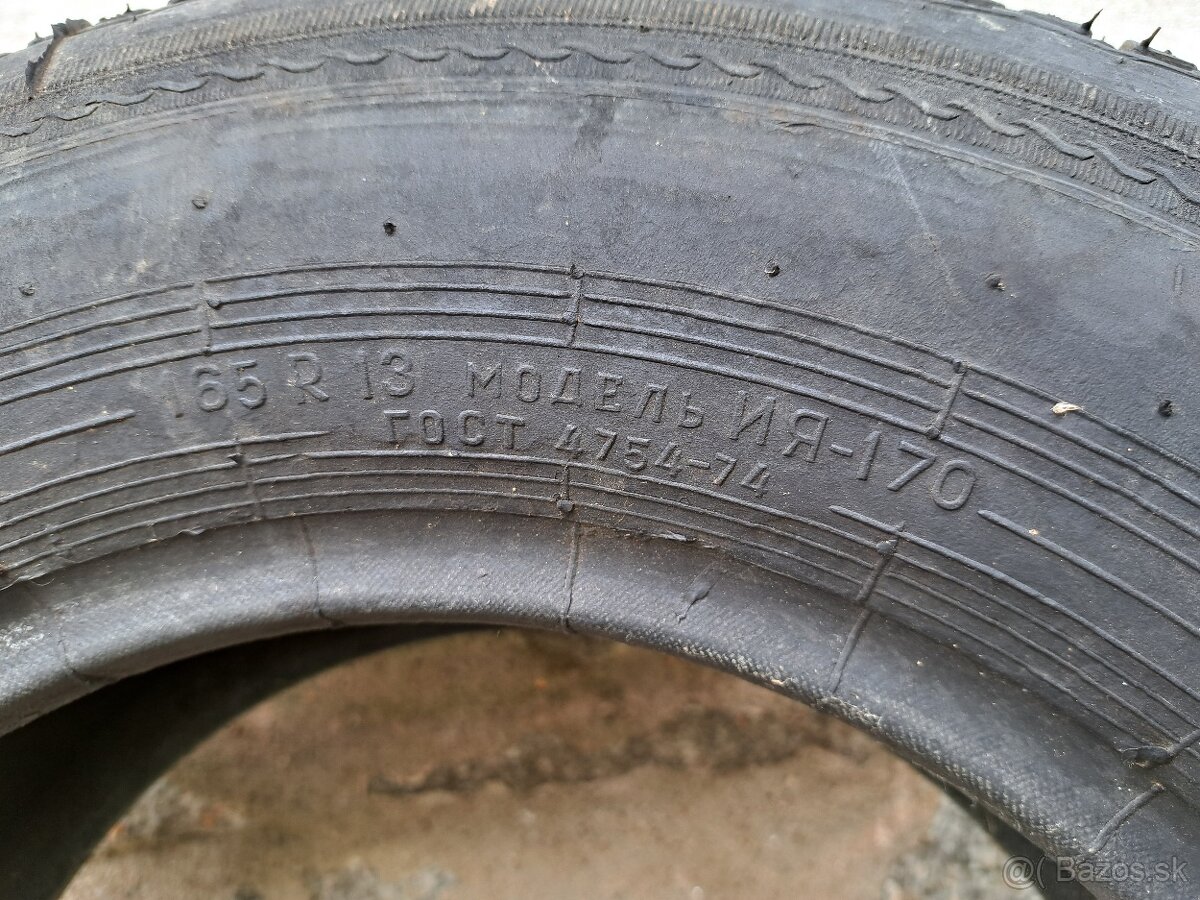 165 R 13 МОДЕЛЬ ИЯ-170
ГОСТ 4754-74
@ Bazos.sk